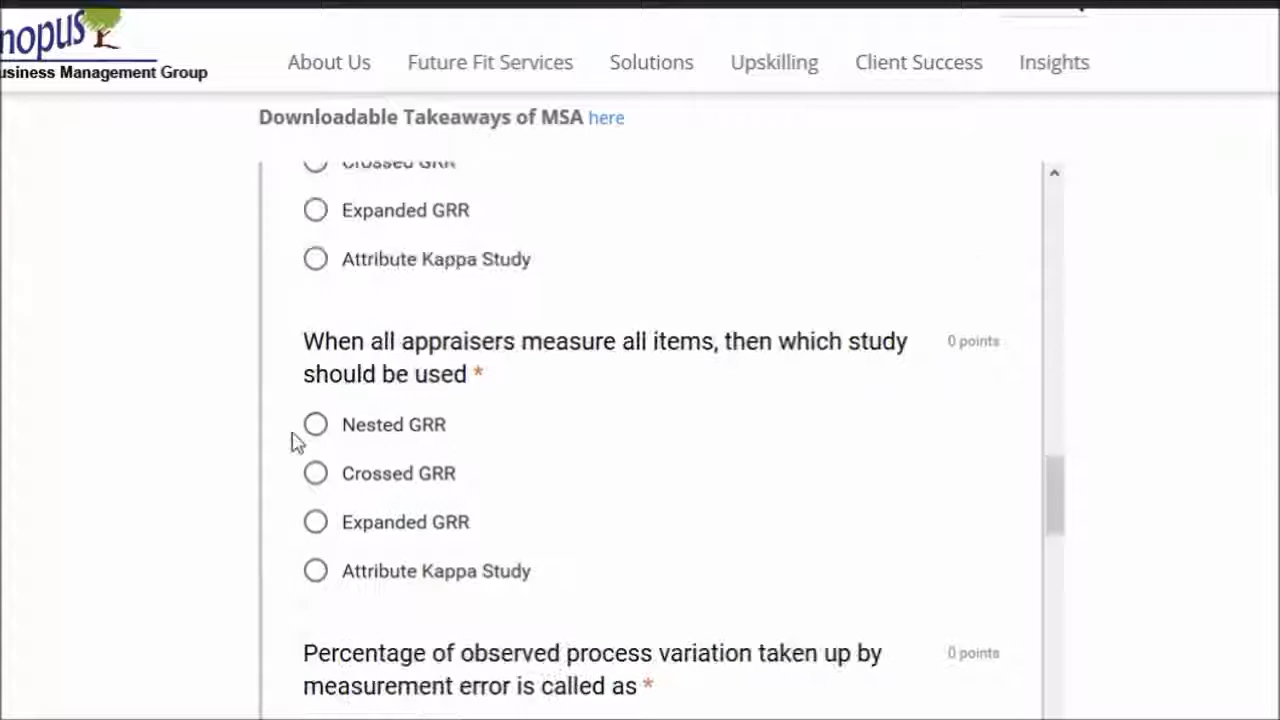 nopus
usiness Management Group
About Us Future Fit Services Solutions Upskilling Client Success Insights
Downloadable Takeaways of MSA here
Crossed GRR
Expanded GRR
Attribute Kappa Study
When all appraisers measure all items, then which study 0 points
should be used *
Nested GRR
Crossed GRR
Expanded GRR
Attribute Kappa Study
Percentage of observed process variation taken up by 0 points
measurement error is called as *